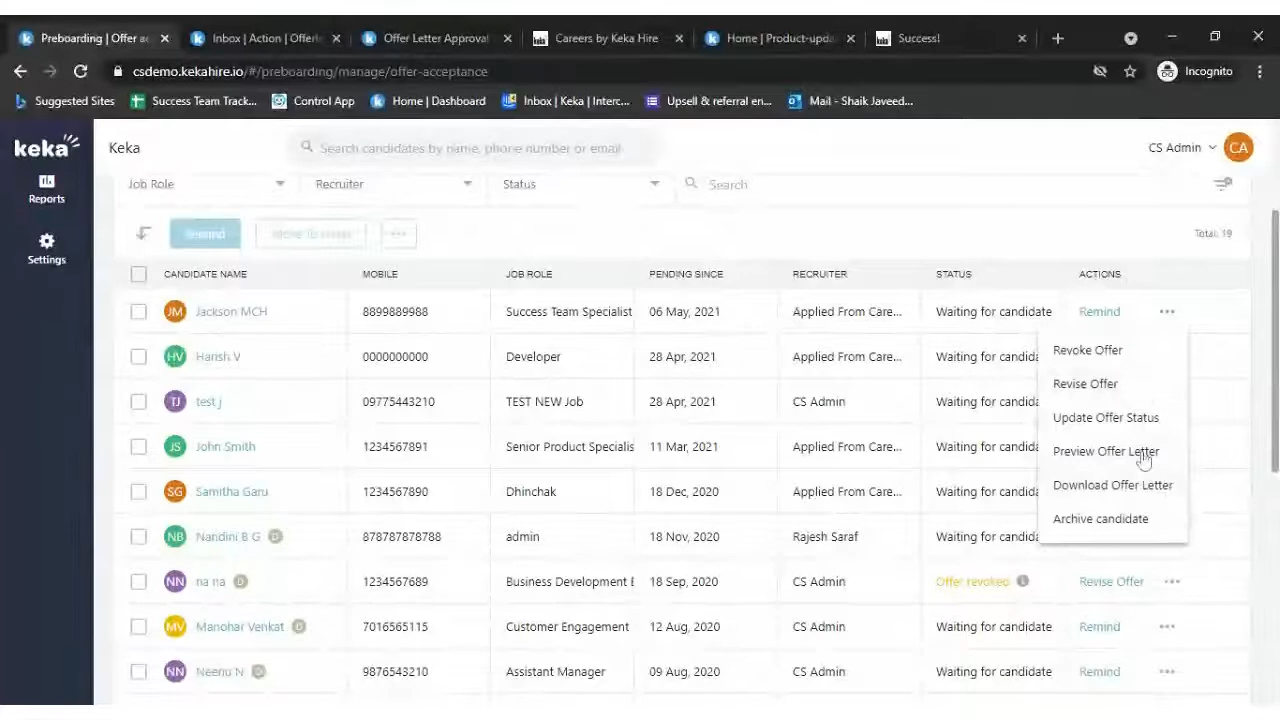 Preboarding | Offer ac
Inbox | Action | Offerle
Offer Letter Approval
Careers by Keka Hire
Home | Product-upda
Success!
csdemo.kekahire.io/#/preboarding/manage/offer-acceptance
Incognito
Suggested Sites
Success Team Track...
Control App
Home | Dashboard
Inbox | Keka | Interc...
Upsell & referral en...
Mail - Shaik Javeed...
keka
Keka
Search candidates by name, phone number or email
CS Admin
CA
Reports
Settings
Job Role
Recruiter
Status
Search
Remind
Total: 19
CANDIDATE NAME MOBILE JOB ROLE PENDING SINCE RECRUITER STATUS ACTIONS
JM Jackson MCH 8899889988 Success Team Specialist 06 May, 2021 Applied From Care... Waiting for candidate Remind
HV Harish V 0000000000 Developer 28 Apr, 2021 Applied From Care... Waiting for candida
TJ test j 09775443210 TEST NEW Job 28 Apr, 2021 CS Admin Waiting for candida
JS John Smith 1234567891 Senior Product Specialis 11 Mar, 2021 Applied From Care... Waiting for candida
SG Samitha Garu 1234567890 Dhinchak 18 Dec, 2020 Applied From Care... Waiting for candida
NB Nandini B G D 878787878788 admin 18 Nov, 2020 Rajesh Saraf Waiting for candida
NN na na D 1234567689 Business Development E 18 Sep, 2020 CS Admin Offer revoked Revise Offer
MV Manohar Venkat D 7016565115 Customer Engagement 12 Aug, 2020 CS Admin Waiting for candidate Remind
NN Neenu N D 9876543210 Assistant Manager 09 Aug, 2020 CS Admin Waiting for candidate Remind
Revoke Offer
Revise Offer
Update Offer Status
Preview Offer Letter
Download Offer Letter
Archive candidate